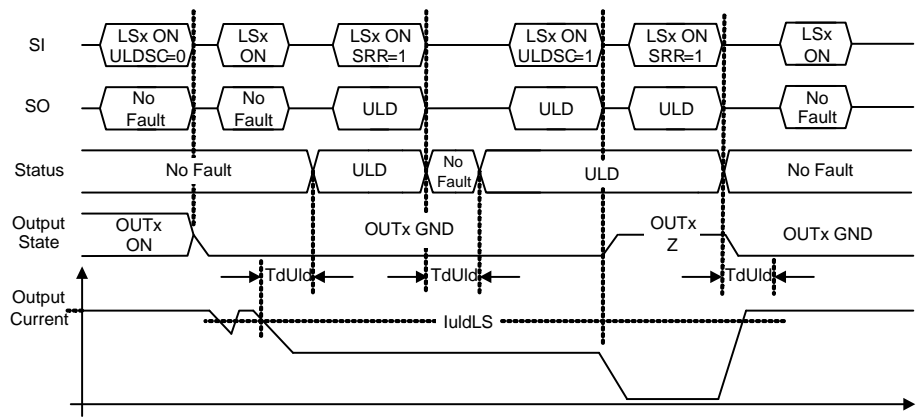 SI
LSx ON
ULDSC=0
LSx
ON
LSx ON
SRR=1
LSx ON
ULDSC=1
LSx ON
SRR=1
LSx
ON
SO
No
Fault
No
Fault
ULD
ULD
ULD
No
Fault
Status
No Fault
ULD
No
Fault
ULD
No Fault
Output
State
OUTx
ON
OUTx GND
OUTx
Z
OUTx GND
TdUld
TdUld
TdUld
Output
Current
IuldLS